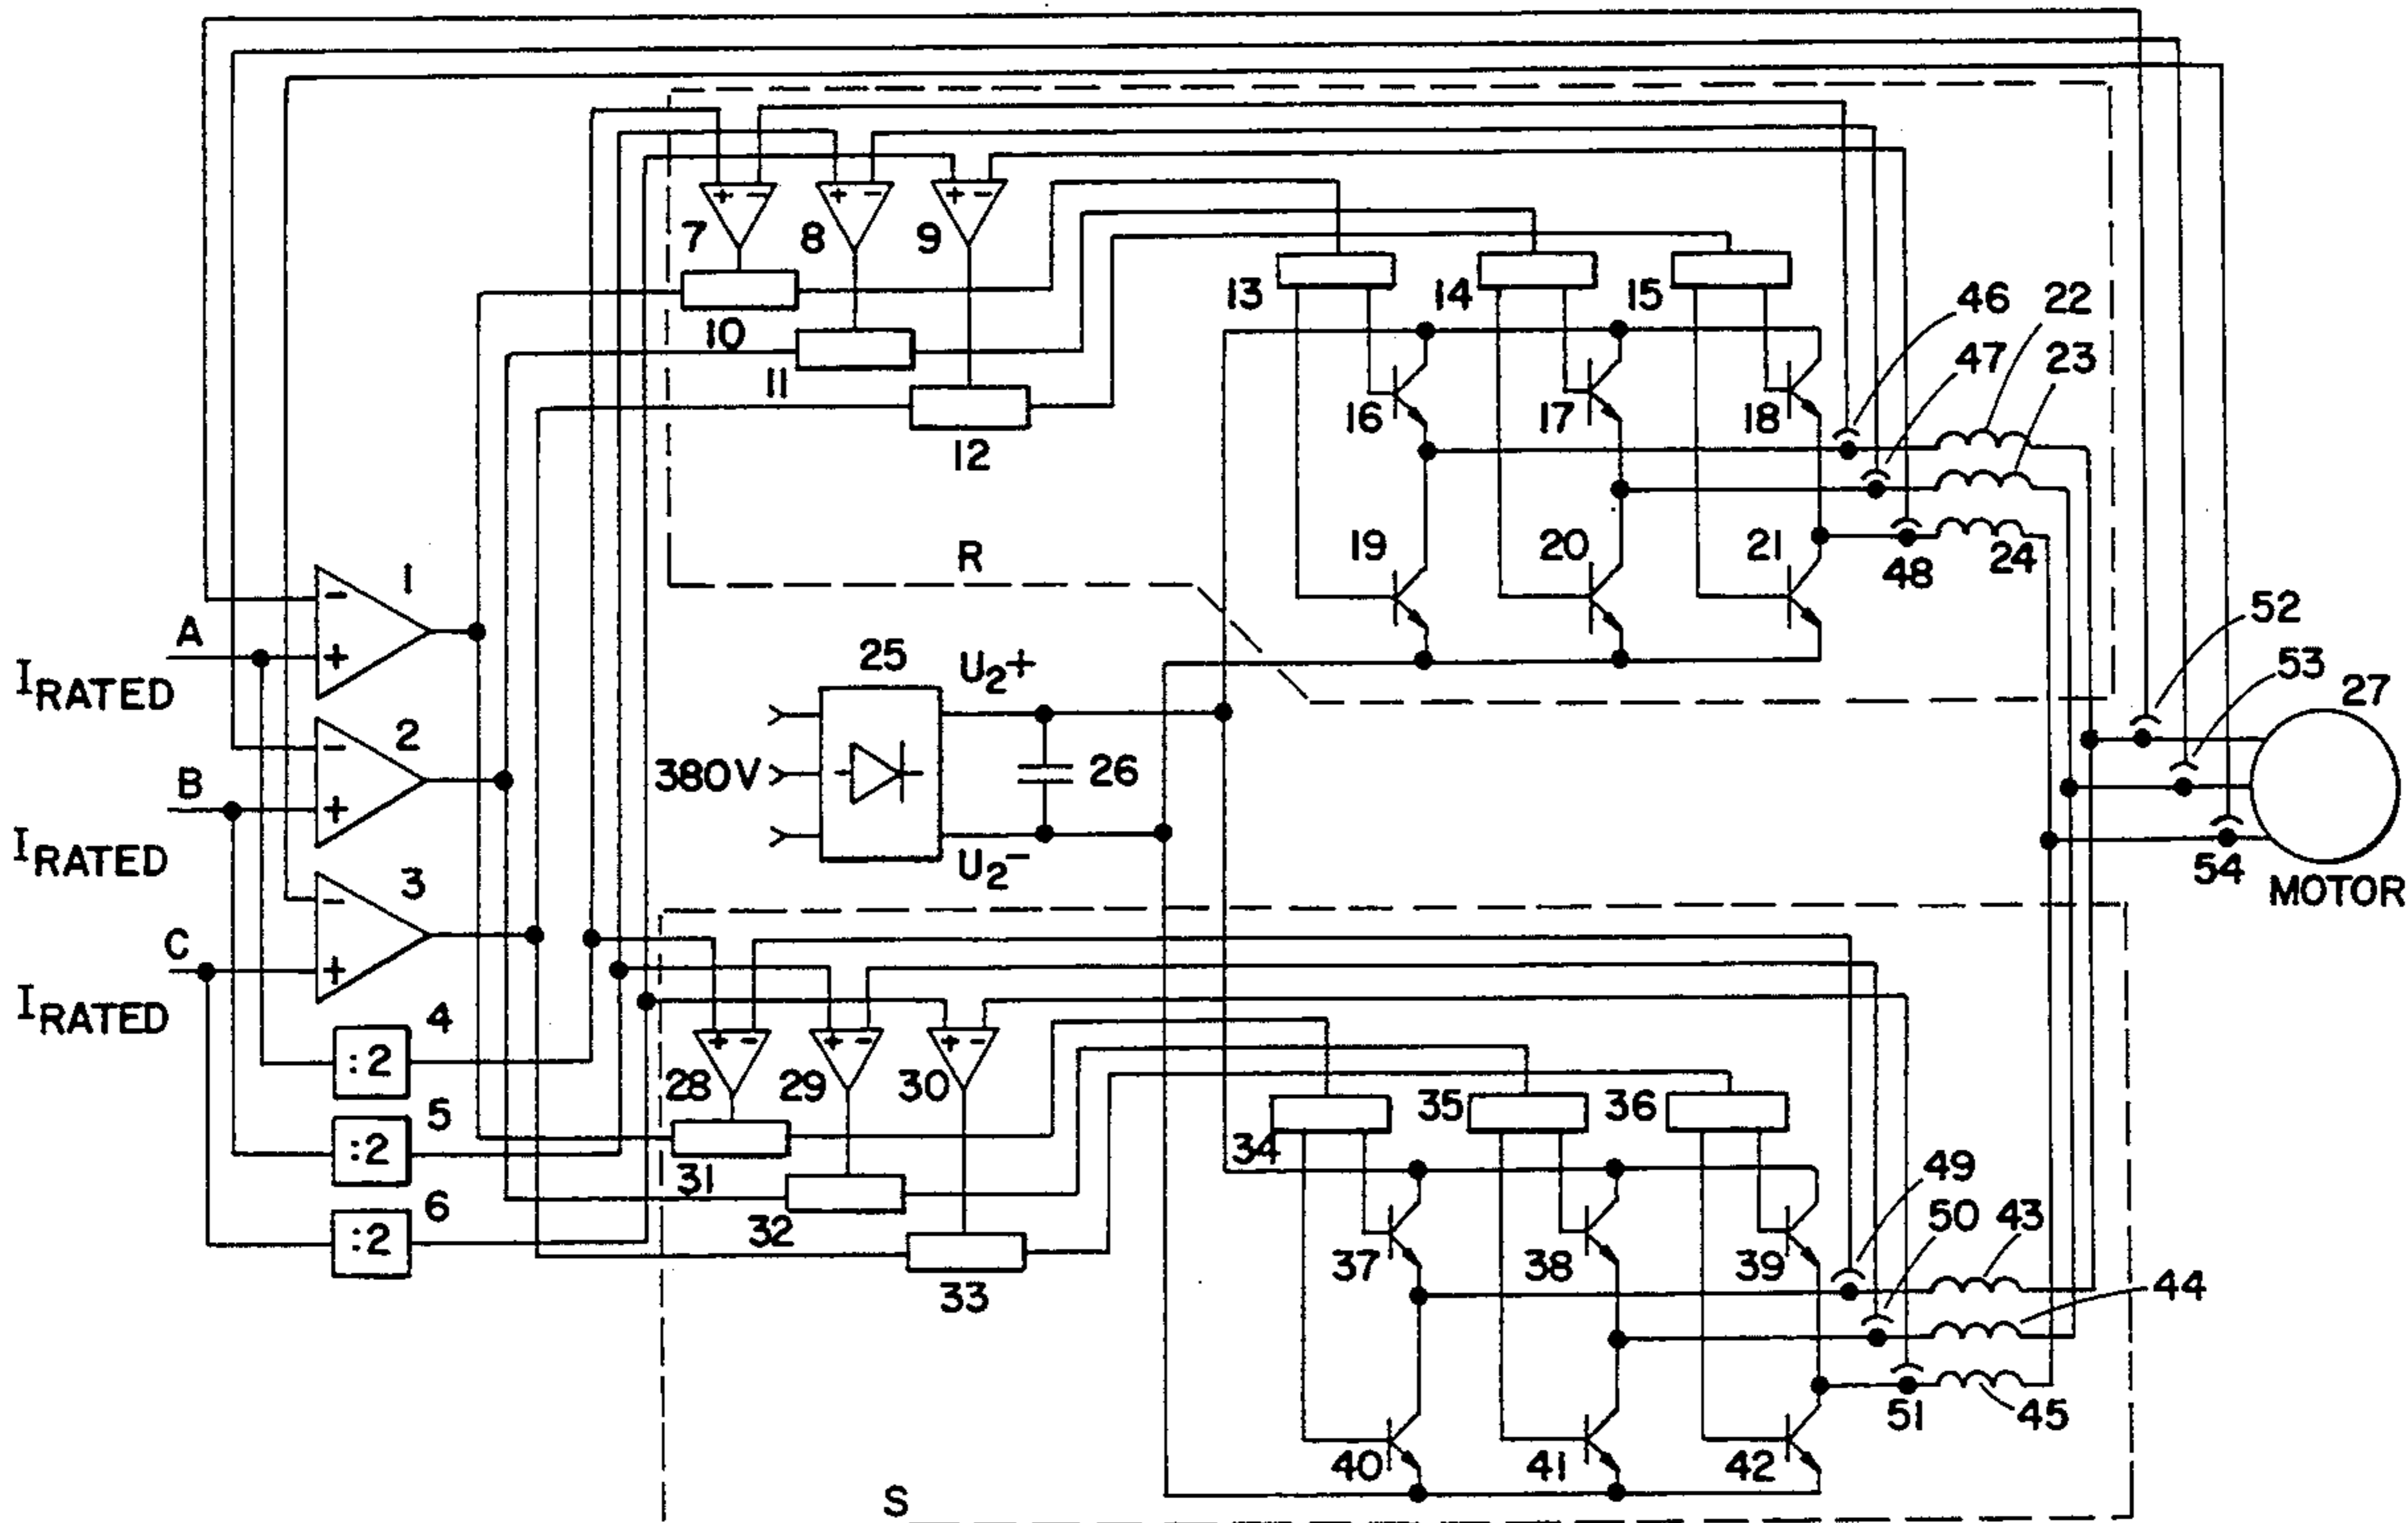 + - + - + -
7 8 9
10
11
12
13 14 15
46 22
47 23
16 17 18
19 20 21
48 24
R
52
53
27
54
MOTOR
- 1
A
+
IRATED
- 2
B
+
IRATED
- 3
C
+
IRATED
25 U2+
380V
26
U2-
:2 4
:2 5
:2 6
+ - + - + -
28 29 30
31
32
33
34 35 36
49
50 43
44
37 38 39
40 41 42
51 45
S